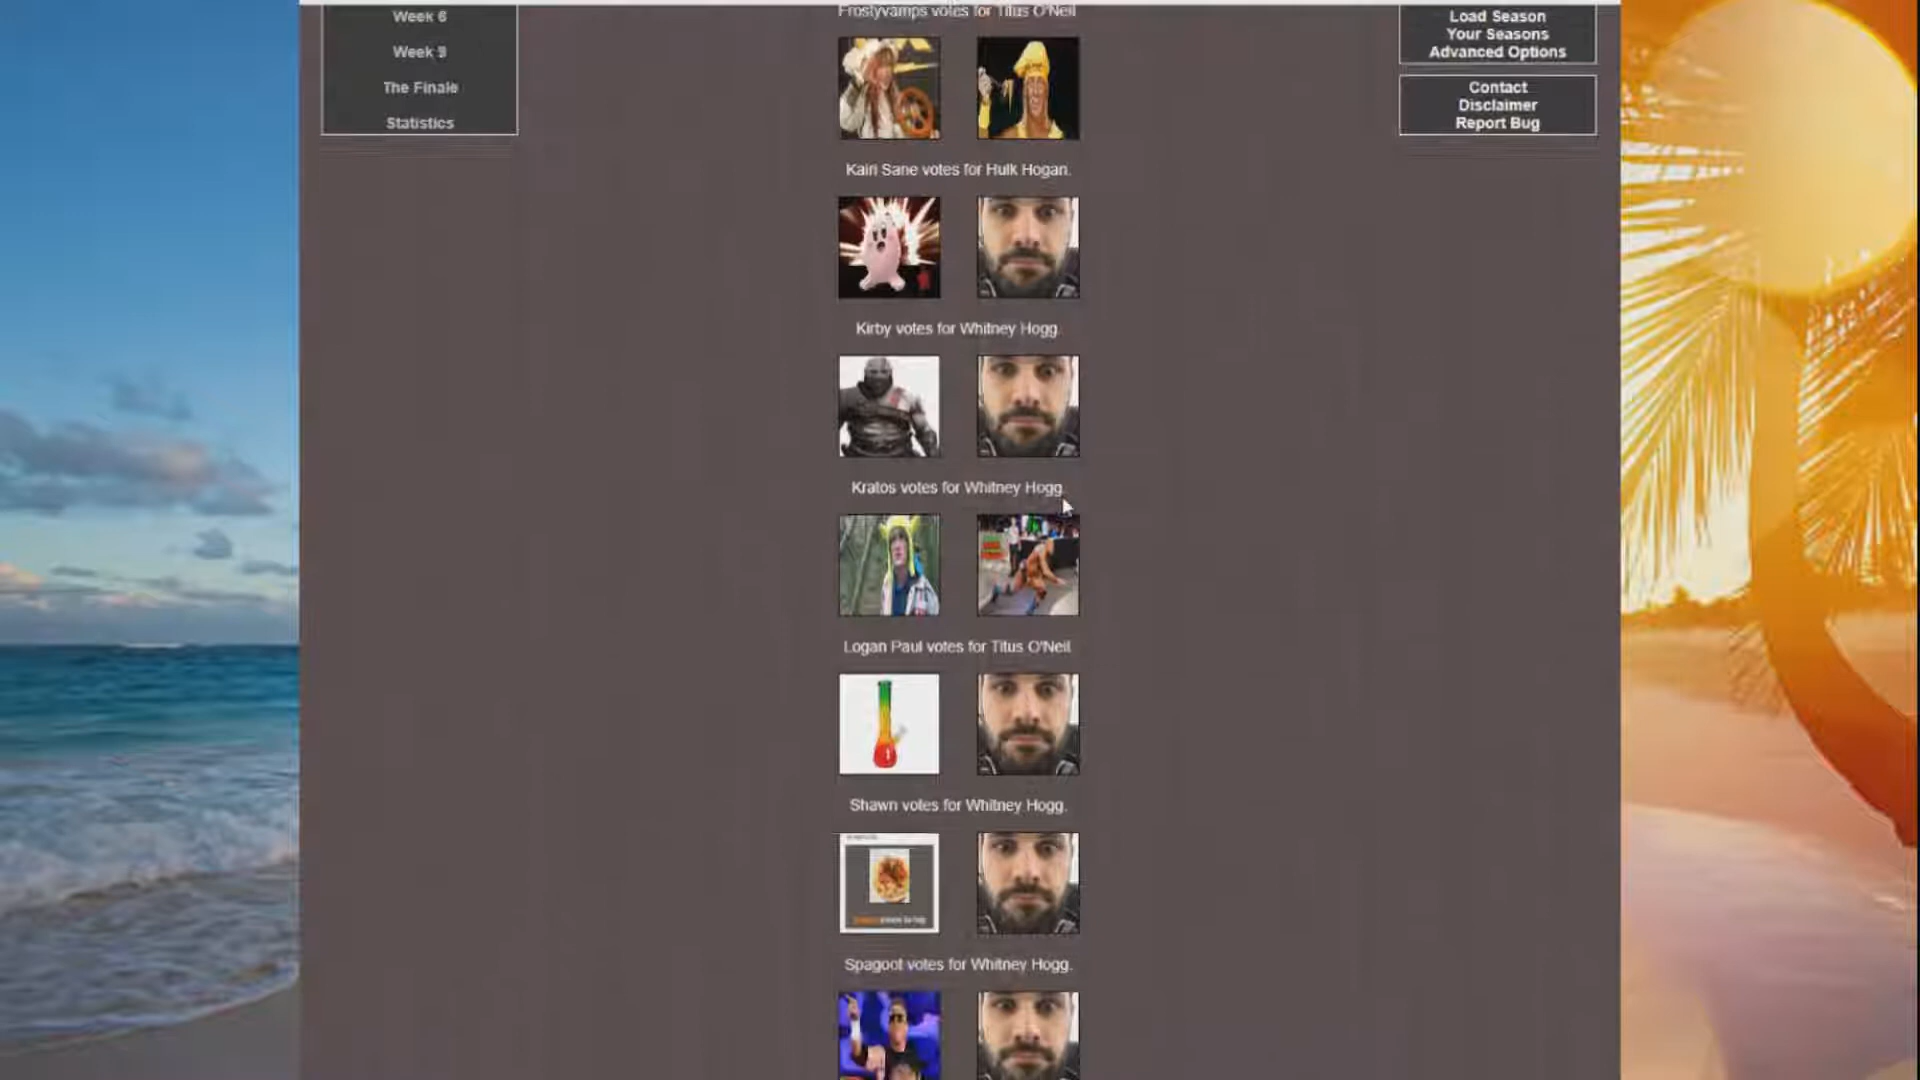 Week 6
Week 9
The Finale
Statistics
Frostyvamps votes for Titus O'Neil
Kairi Sane votes for Hulk Hogan.
Kirby votes for Whitney Hogg.
Kratos votes for Whitney Hogg.
Logan Paul votes for Titus O'Neil
Shawn votes for Whitney Hogg.
Spagoot votes for Whitney Hogg.
Load Season
Your Seasons
Advanced Options
Contact
Disclaimer
Report Bug